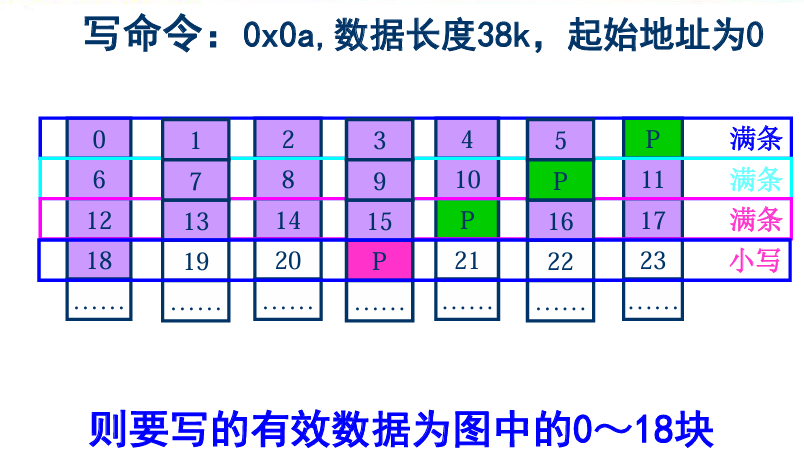 写命令：0x0a,数据长度38k，起始地址为0
0 1 2 3 4 5 P 满条
6 7 8 9 10 P 11 满条
12 13 14 15 P 16 17 满条
18 19 20 P 21 22 23 小写
…… …… …… …… …… …… ……
则要写的有效数据为图中的0～18块